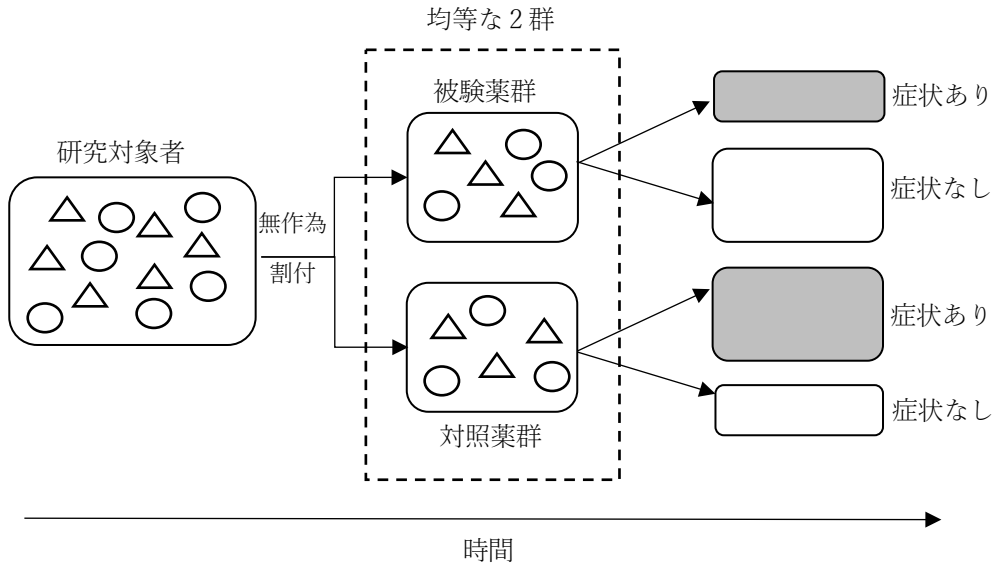 均等な２群
被験薬群
症状あり
研究対象者
症状なし
無作為
割付
症状あり
症状なし
対照薬群
時間